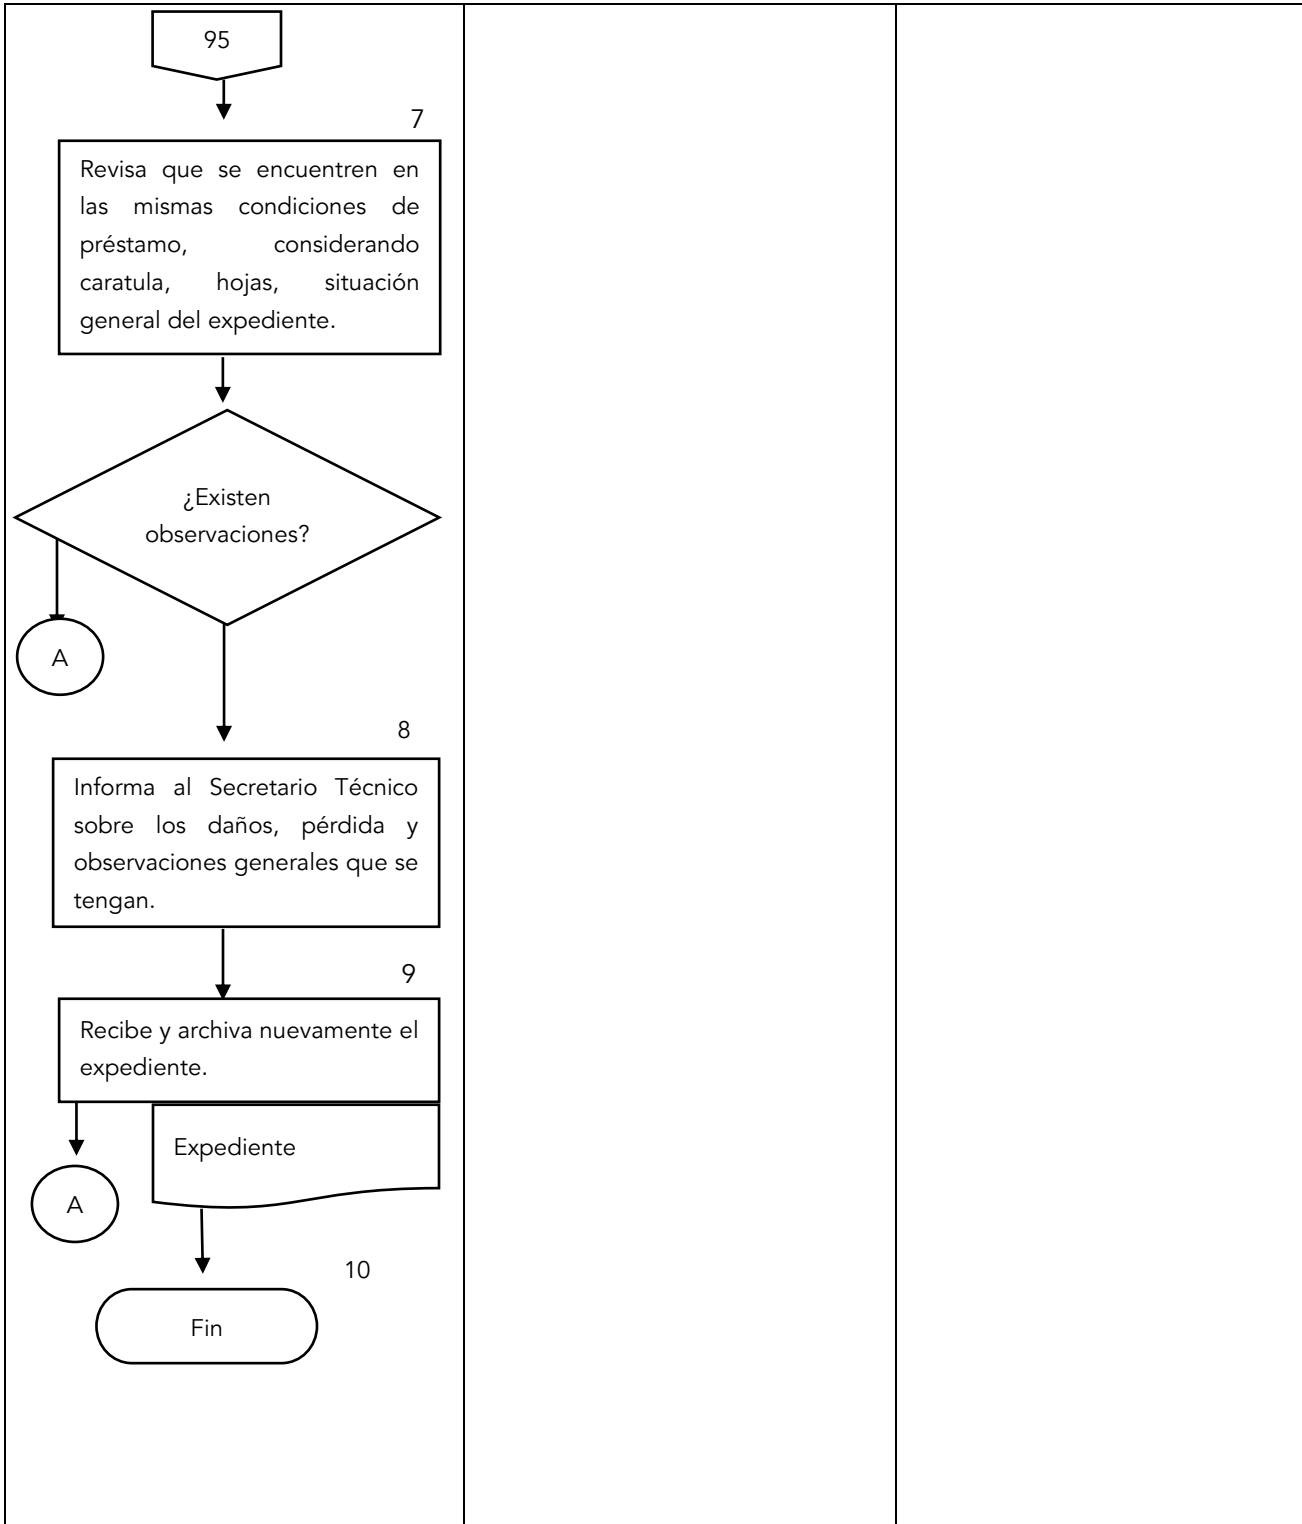 95
7
Revisa que se encuentren en
las mismas condiciones de
préstamo, considerando
caratula, hojas, situación
general del expediente.
¿Existen
observaciones?
A
8
Informa al Secretario Técnico
sobre los daños, pérdida y
observaciones generales que se
tengan.
9
Recibe y archiva nuevamente el
expediente.
Expediente
A
10
Fin